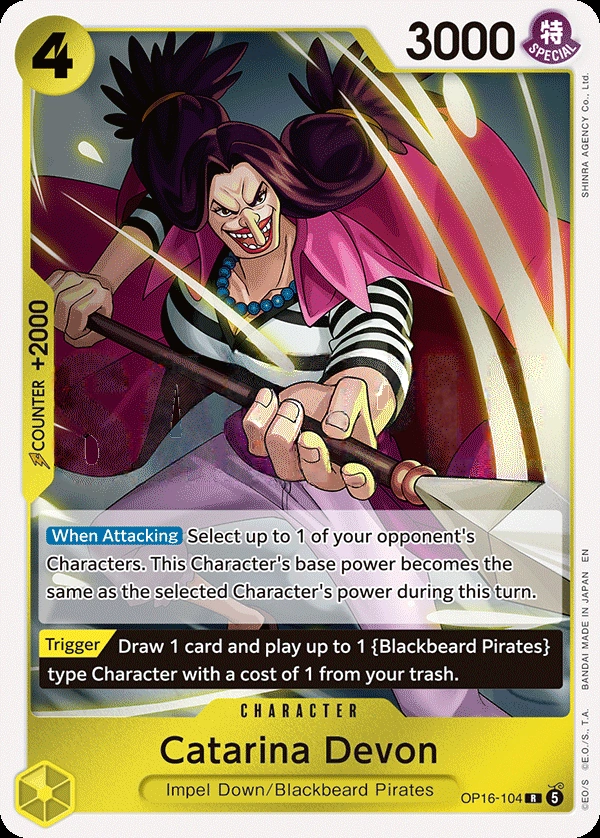 4
3000
特
SPECIAL
SHINRA AGENCY Co., Ltd.
COUNTER +2000
When Attacking Select up to 1 of your opponent's
Characters. This Character's base power becomes the
same as the selected Character's power during this turn.
Trigger Draw 1 card and play up to 1 {Blackbeard Pirates}
type Character with a cost of 1 from your trash.
CHARACTER
Catarina Devon
Impel Down/Blackbeard Pirates
OP16-104 R 5
©E.O/S ©E.O./S., T.A. BANDAI MADE IN JAPAN EN